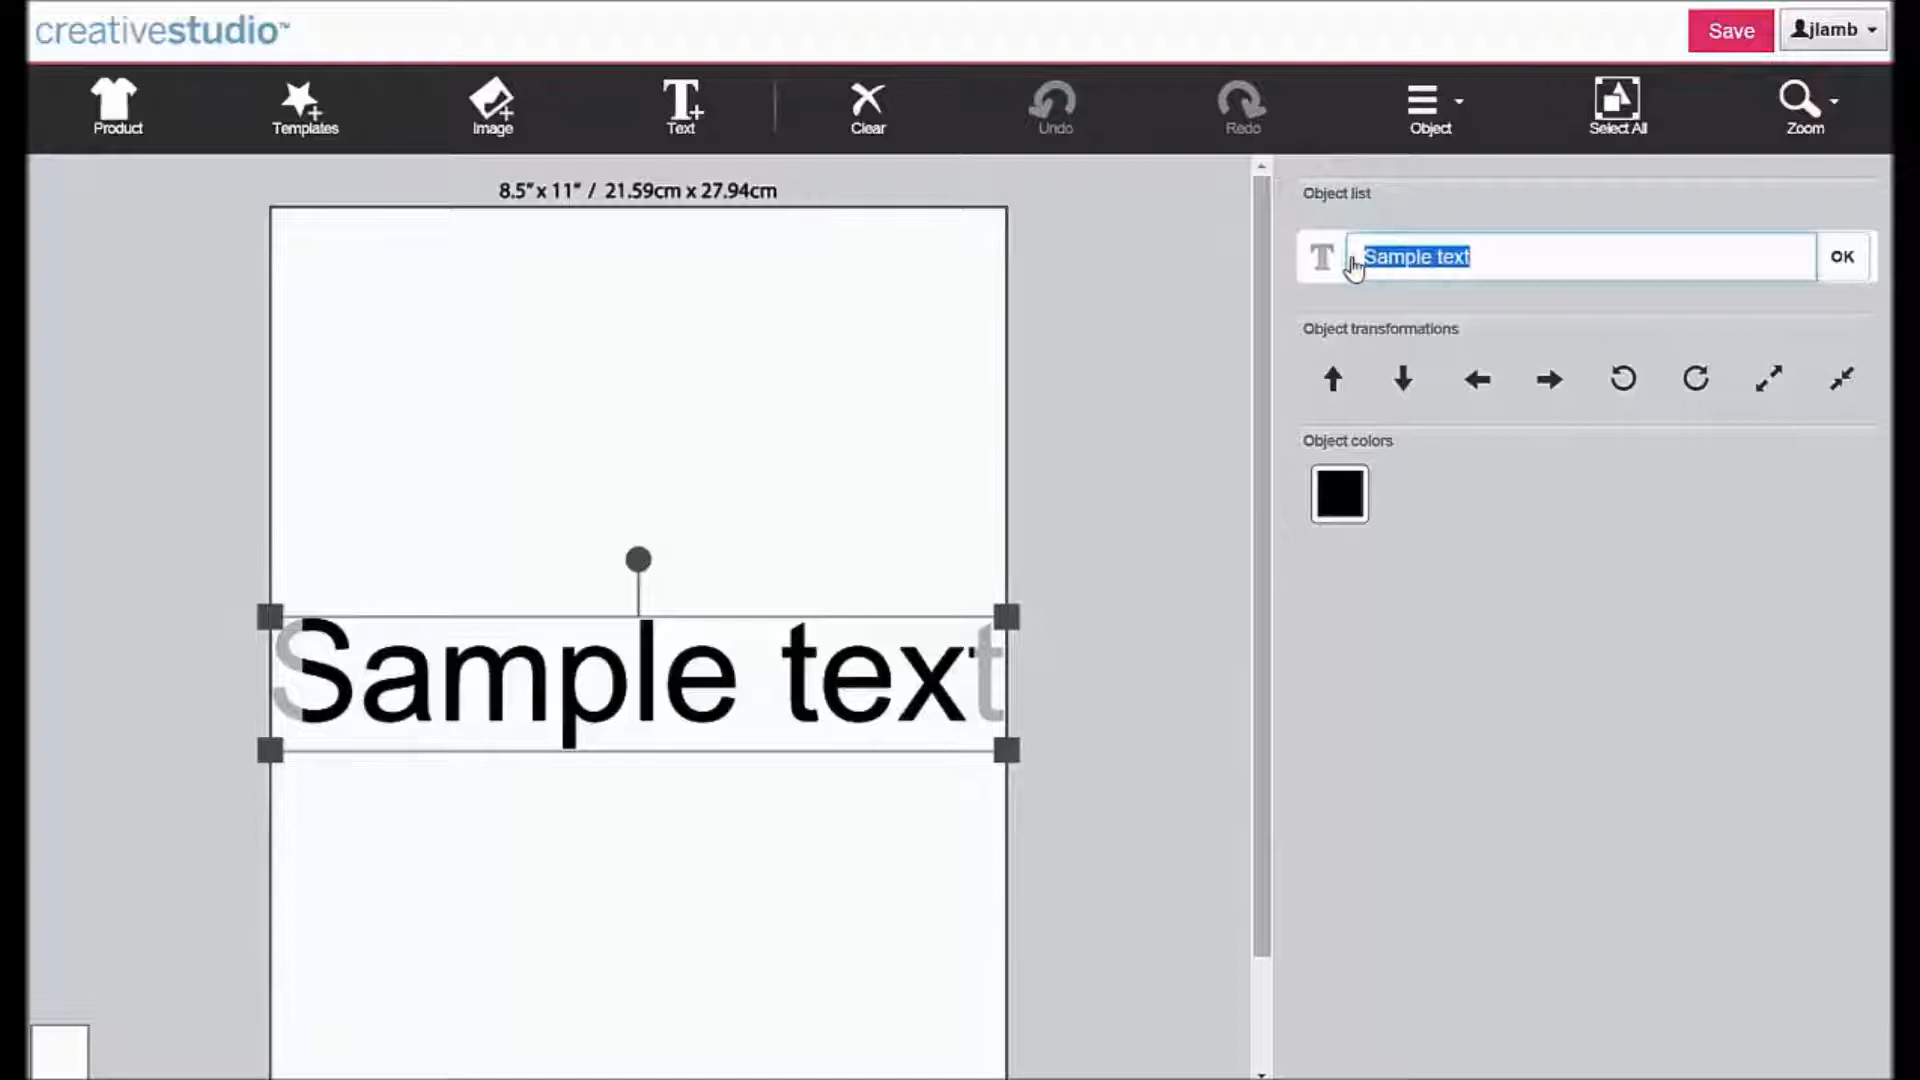 creativestudio™
Save
jlamb
Product
Templates
Image
Text
Clear
Undo
Redo
Object
Select All
Zoom
8.5" x 11" / 21.59cm x 27.94cm
Object list
Sample text
OK
Object transformations
Object colors
Sample text